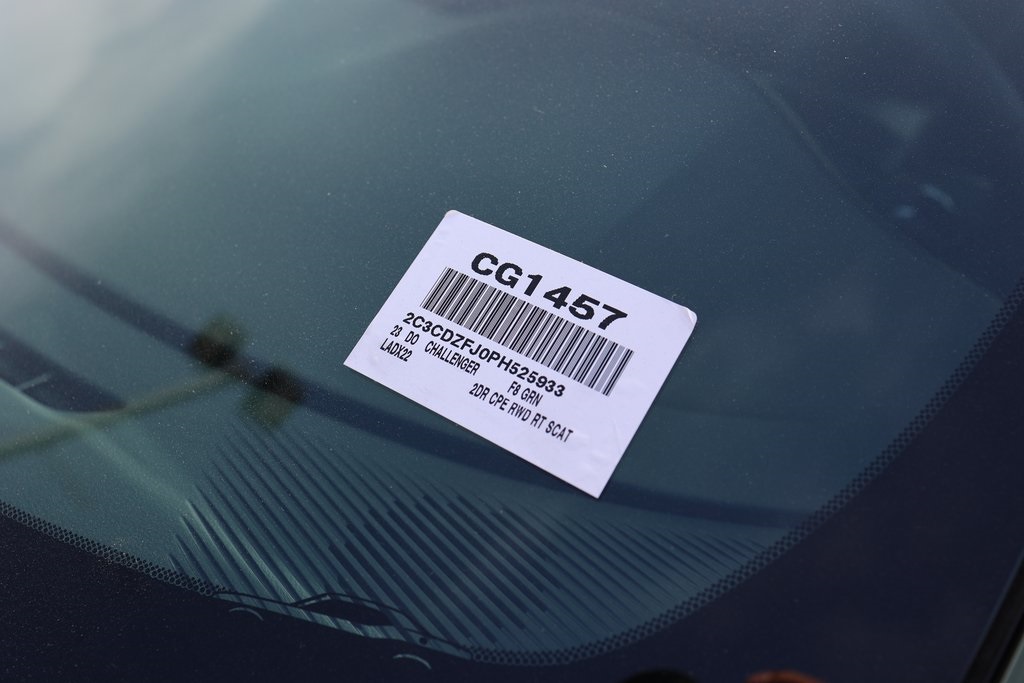 CG1457
2C3CDZFJ0PH525933
23 DO CHALLENGER F8 GRN
LADX22 2DR CPE RWD RT SCAT